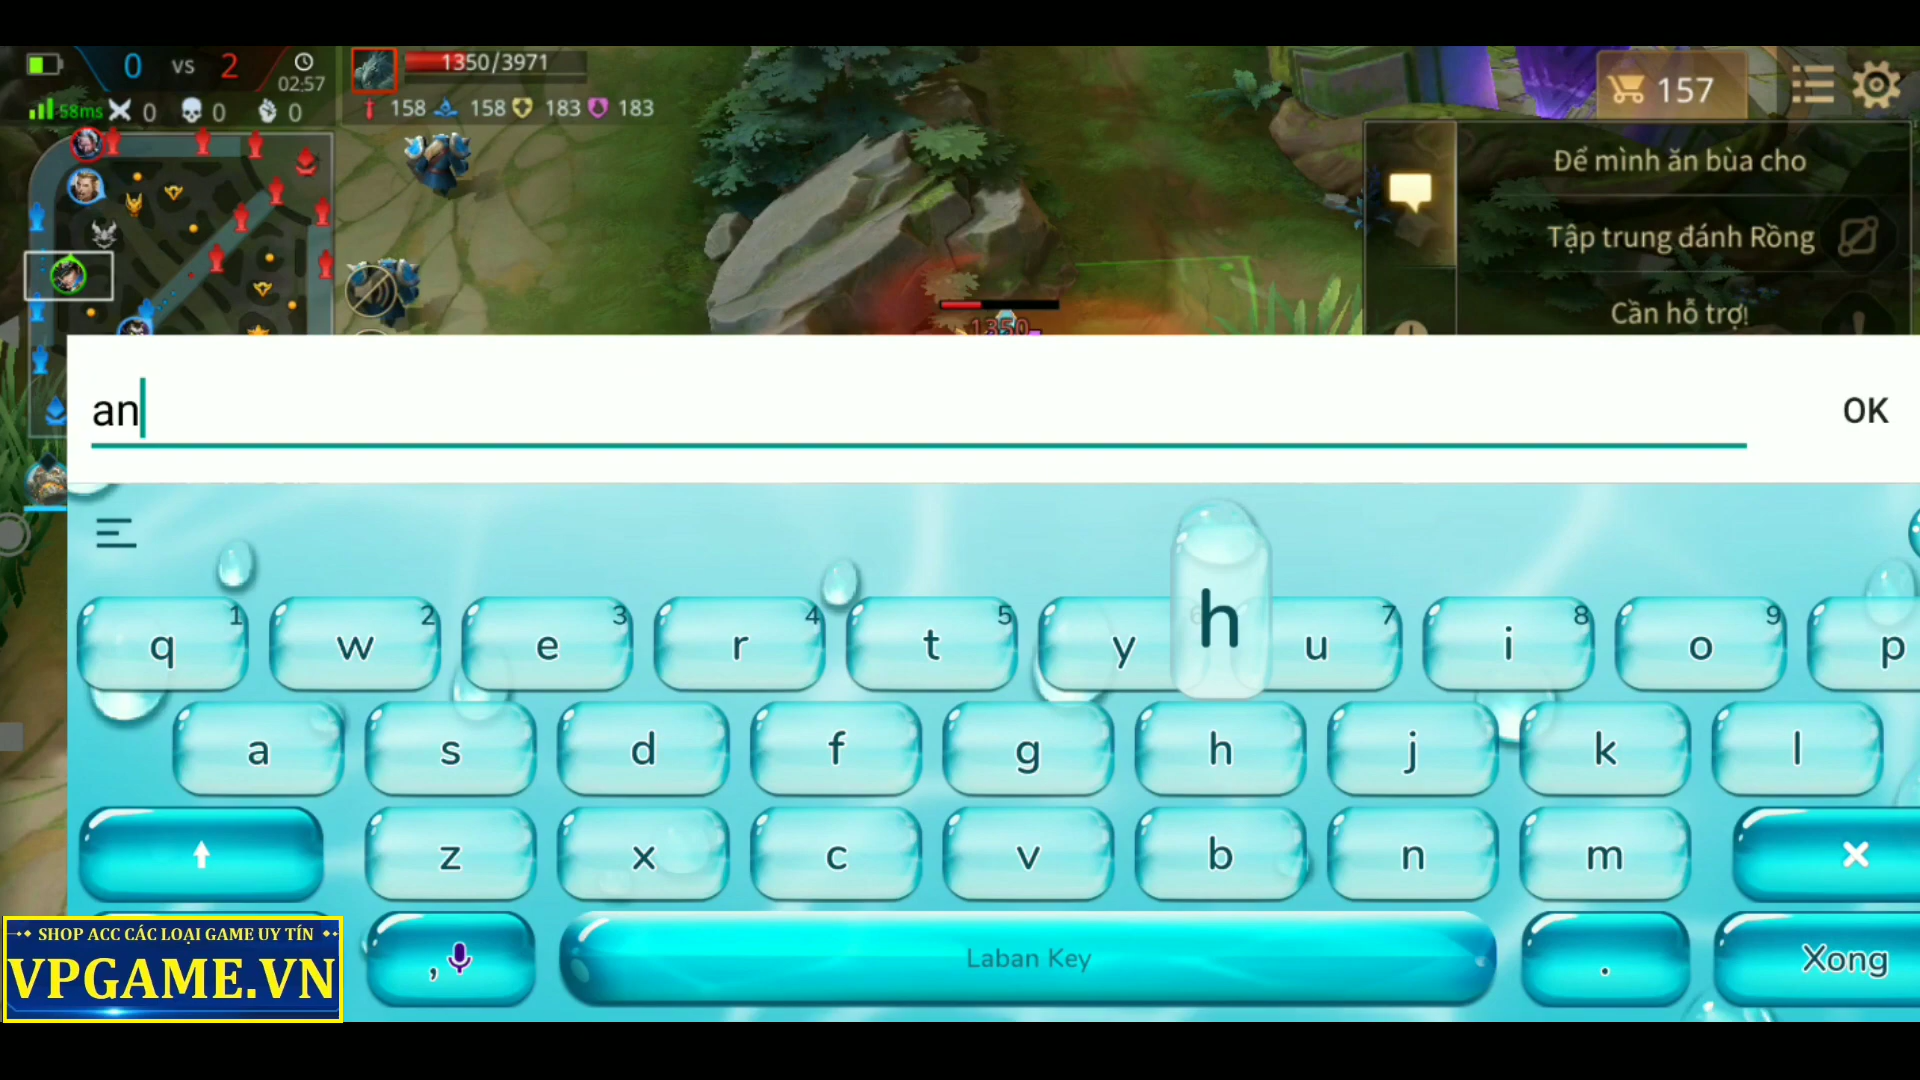 0 vs 2
02:57
58ms 0 0 0
1350/3971
158 158 183 183
157
Để mình ăn bùa cho
Tập trung đánh Rồng
Cần hỗ trợ!
1350
an
OK
h
1 2 3 4 5 6 7 8 9
q w e r t y u i o p
a s d f g h j k l
z x c v b n m
, Laban Key . Xong
SHOP ACC CÁC LOẠI GAME UY TÍN
VPGAME.VN